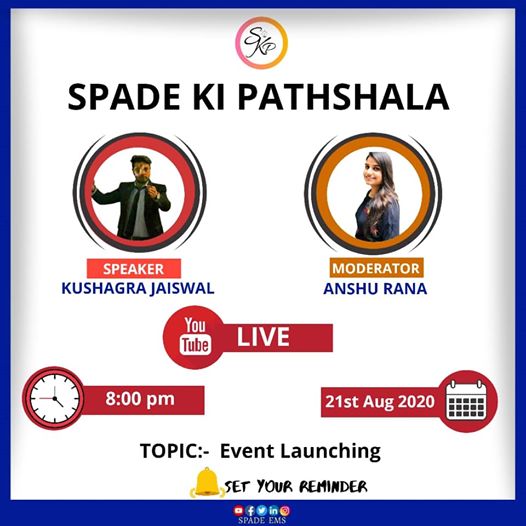 SKP
SPADE KI PATHSHALA
SPEAKER
KUSHAGRA JAISWAL
MODERATOR
ANSHU RANA
You
Tube
LIVE
8:00 pm
21st Aug 2020
TOPIC:- Event Launching
SET YOUR REMINDER
SPADE EMS